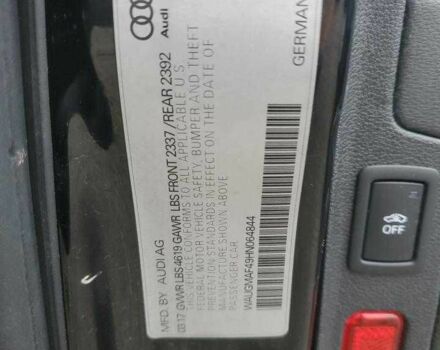 Audi
GERMAN
MFD. BY AUDI AG
03.17 GVWR LBS 4619 GAWR LBS FRONT 2337/REAR 2392
THIS VEHICLE CONFORMS TO ALL APPLICABLE U.S.
FEDERAL MOTOR VEHICLE SAFETY, BUMPER AND THEFT
PREVENTION STANDARDS IN EFFECT ON THE DATE OF
MANUFACTURE SHOWN ABOVE.
PASSENGER CAR
WAUGMAF49HN064844
OFF